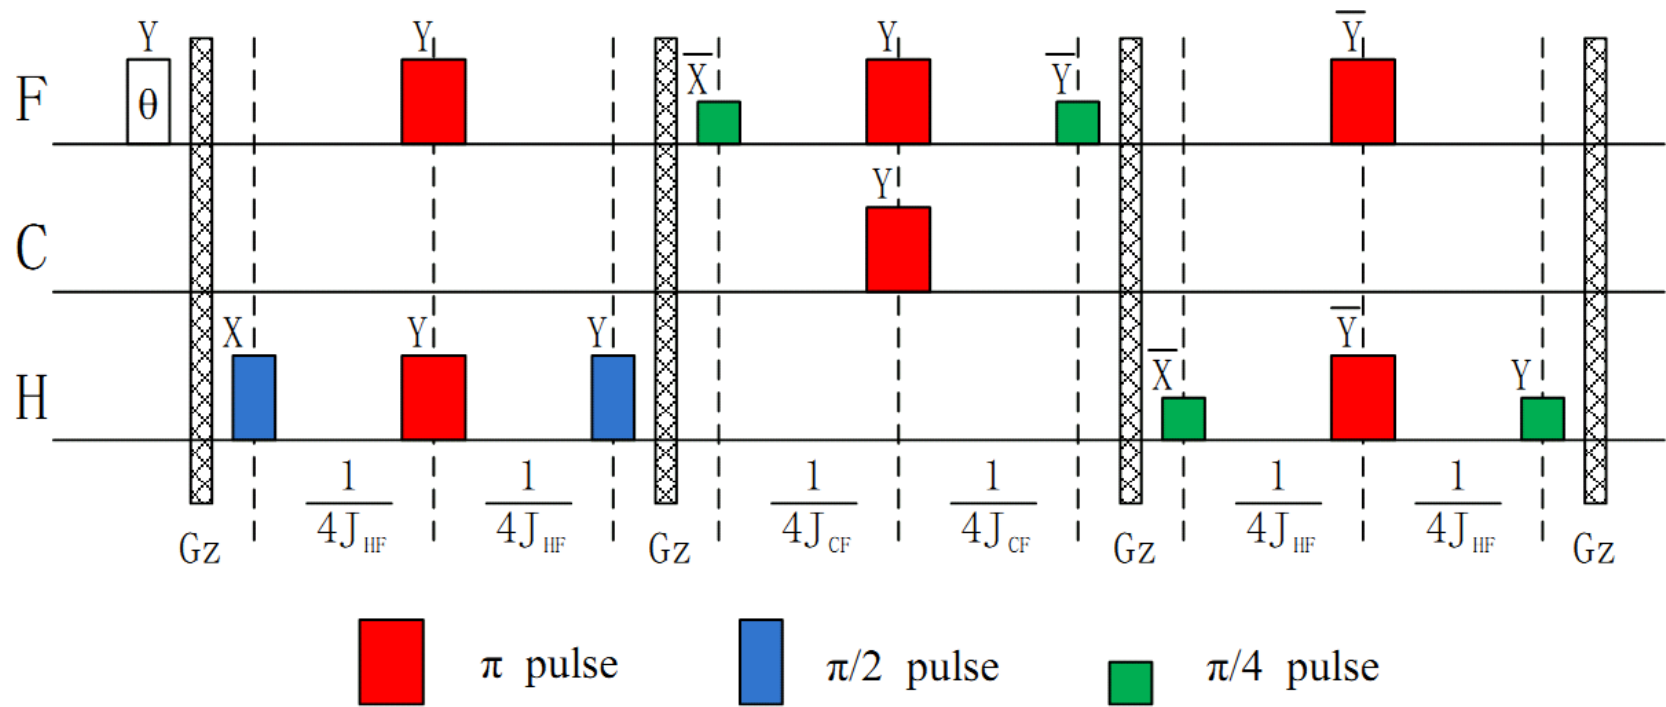 Y Y X̅ Y Y̅ Y̅
F θ
Y
C
X Y Y X̅ Y̅ Y
H
1/4J_HF 1/4J_HF 1/4J_CF 1/4J_CF 1/4J_HF 1/4J_HF
Gz Gz Gz Gz
π pulse π/2 pulse π/4 pulse